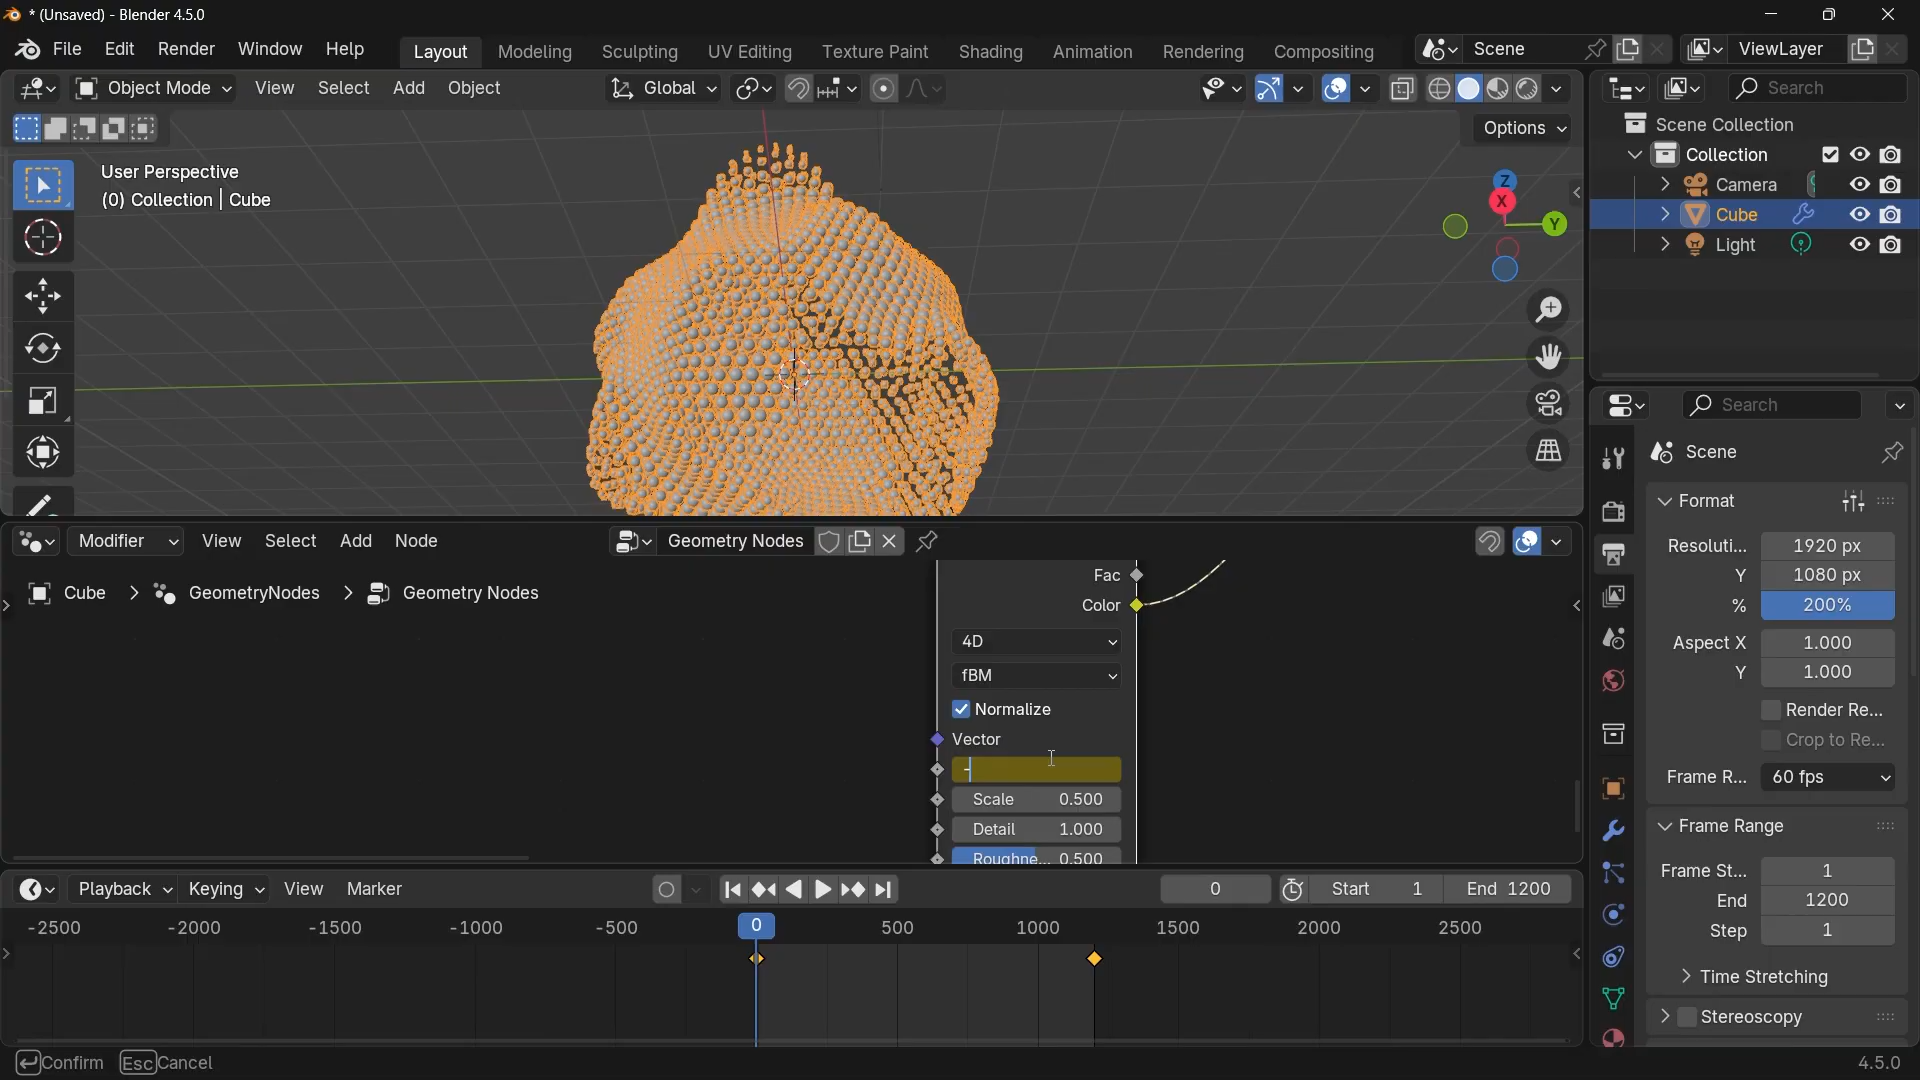 * (Unsaved) - Blender 4.5.0
File Edit Render Window Help Layout Modeling Sculpting UV Editing Texture Paint Shading Animation Rendering Compositing Scene ViewLayer
Object Mode View Select Add Object Global Search
Options
User Perspective
(0) Collection | Cube
Z
X
Y
Scene Collection
Collection
Camera
Cube
Light
Search
Scene
Format
Resoluti... 1920 px
Y 1080 px
% 200%
Aspect X 1.000
Y 1.000
Render Re...
Crop to Re...
Frame R... 60 fps
Frame Range
Frame St... 1
End 1200
Step 1
Time Stretching
Stereoscopy
Modifier View Select Add Node Geometry Nodes
Cube > GeometryNodes > Geometry Nodes
Fac
Color
4D
fBM
Normalize
Vector
-
Scale 0.500
Detail 1.000
Roughne... 0.500
Playback Keying View Marker 0 Start 1 End 1200
-2500 -2000 -1500 -1000 -500 0 500 1000 1500 2000 2500
Confirm Esc Cancel 4.5.0